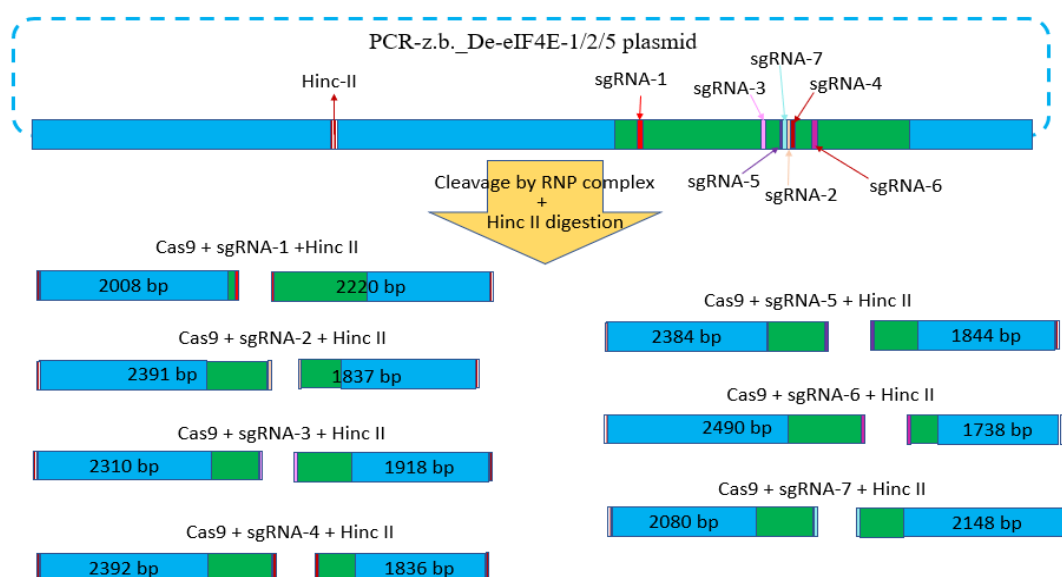 PCR-z.b._De-eIF4E-1/2/5 plasmid
Hinc-II
sgRNA-1
sgRNA-3
sgRNA-7
sgRNA-4
sgRNA-5
sgRNA-2
sgRNA-6
Cleavage by RNP complex
+
Hinc II digestion
Cas9 + sgRNA-1 +Hinc II
2008 bp
2220 bp
Cas9 + sgRNA-2 + Hinc II
2391 bp
1837 bp
Cas9 + sgRNA-3 + Hinc II
2310 bp
1918 bp
Cas9 + sgRNA-4 + Hinc II
2392 bp
1836 bp
Cas9 + sgRNA-5 + Hinc II
2384 bp
1844 bp
Cas9 + sgRNA-6 + Hinc II
2490 bp
1738 bp
Cas9 + sgRNA-7 + Hinc II
2080 bp
2148 bp